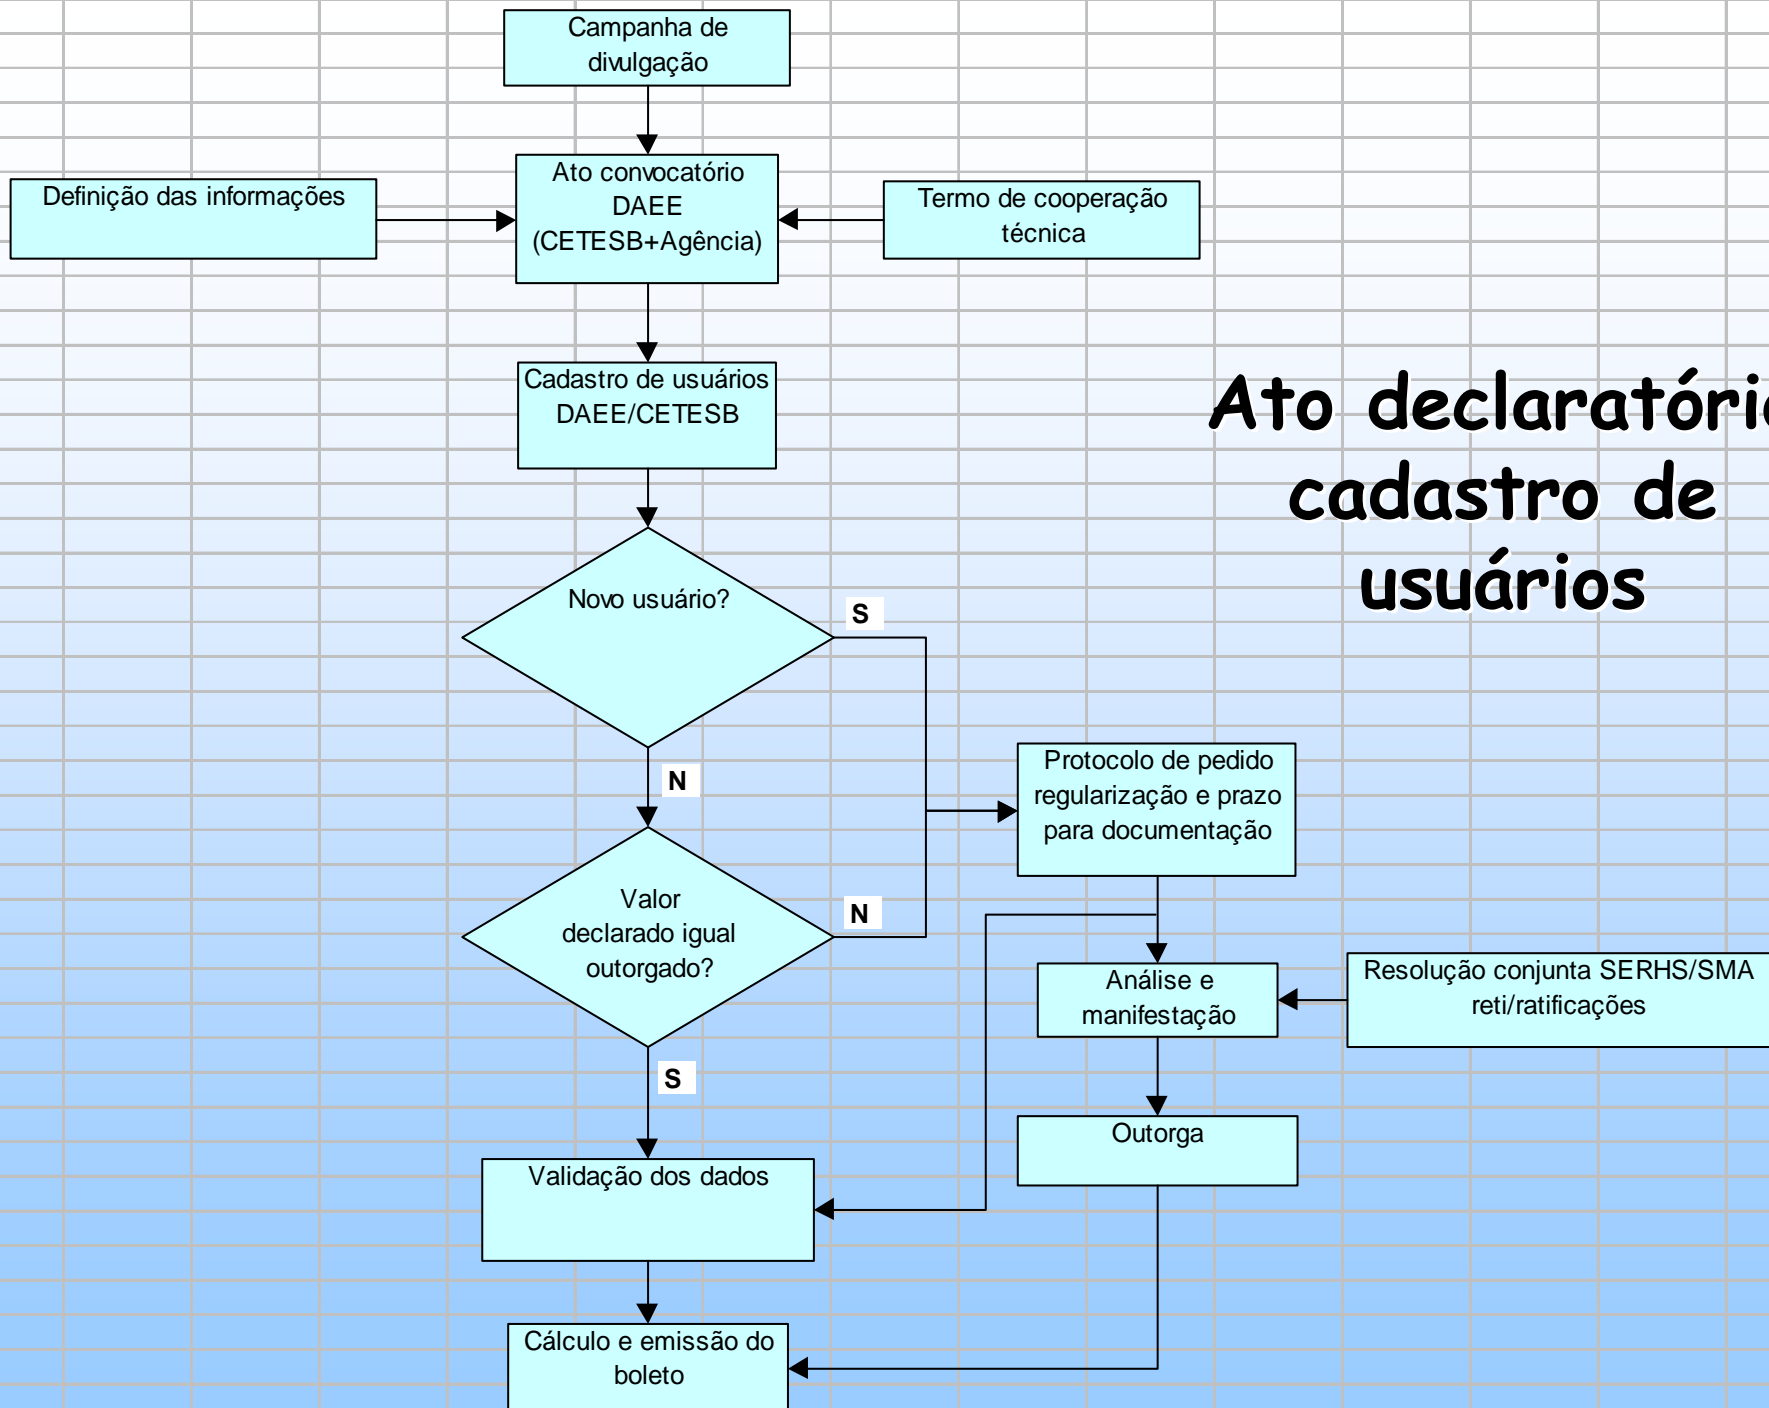 Campanha de
divulgação
Definição das informações
Ato convocatório
DAEE
(CETESB+Agência)
Termo de cooperação
técnica
Cadastro de usuários
DAEE/CETESB
Ato declaratóri
cadastro de
usuários
Novo usuário?
S
N
Protocolo de pedido
regularização e prazo
para documentação
Valor
declarado igual
outorgado?
N
S
Análise e
manifestação
Resolução conjunta SERHS/SMA
reti/ratificações
Outorga
Validação dos dados
Cálculo e emissão do
boleto